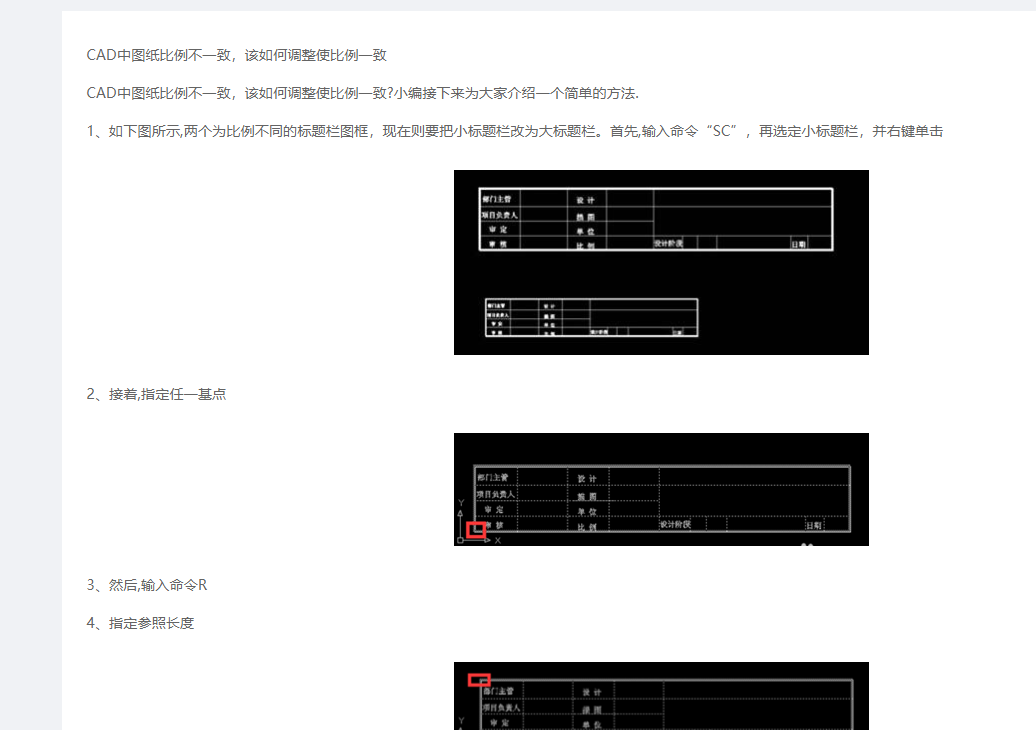 CAD中图纸比例不一致，该如何调整使比例一致
CAD中图纸比例不一致，该如何调整使比例一致?小编接下来为大家介绍一个简单的方法.
1、如下图所示,两个为比例不同的标题栏图框，现在则要把小标题栏改为大标题栏。首先,输入命令“SC”，再选定小标题栏，并右键单击
部门主管 设 计
项目负责人 描 图
审 定 单 位
审 核 比 例 设计阶段 日期
部门主管 设 计
项目负责人 描 图
审 定 单 位
审 核 比 例 设计阶段 日期
2、接着,指定任一基点
部门主管 设 计
项目负责人 描 图
Y 审 定 单 位
核 比 例 设计阶段 日期
X
3、然后,输入命令R
4、指定参照长度
部门主管 设 计
项目负责人 描 图
Y 审 定 单 位